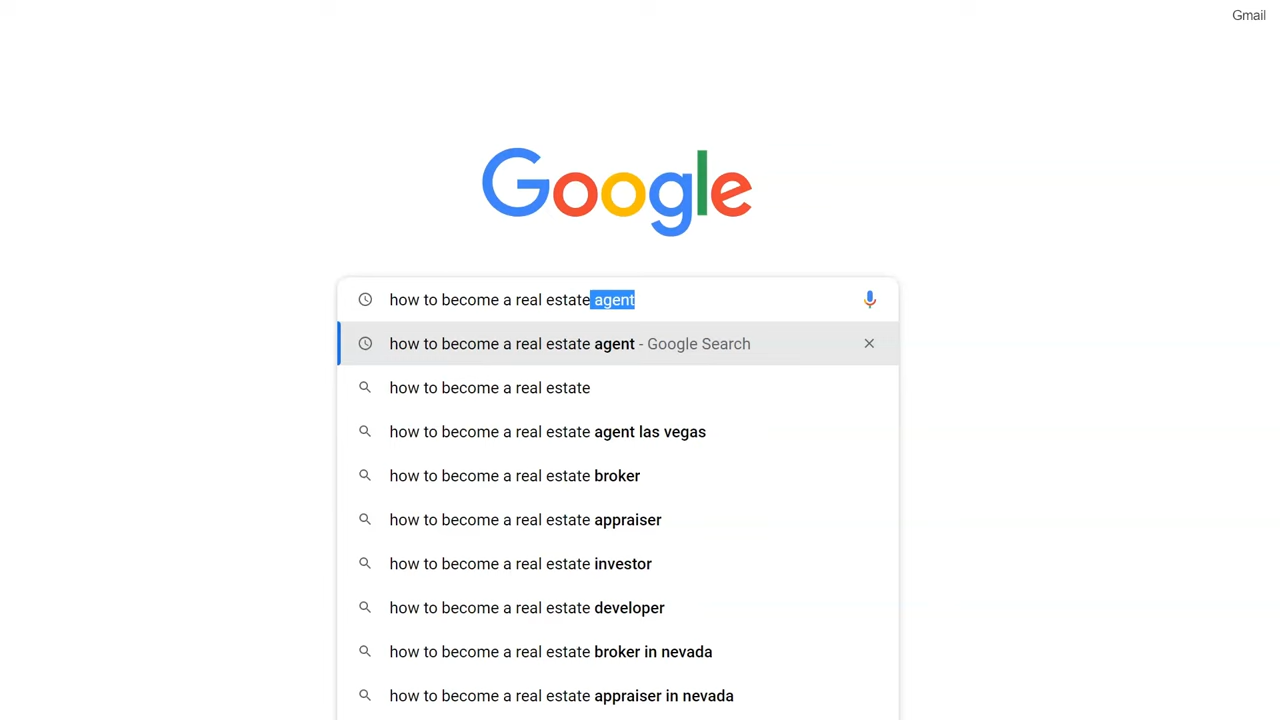 Gmail
Google
how to become a real estate agent
how to become a real estate agent - Google Search
how to become a real estate
how to become a real estate agent las vegas
how to become a real estate broker
how to become a real estate appraiser
how to become a real estate investor
how to become a real estate developer
how to become a real estate broker in nevada
how to become a real estate appraiser in nevada